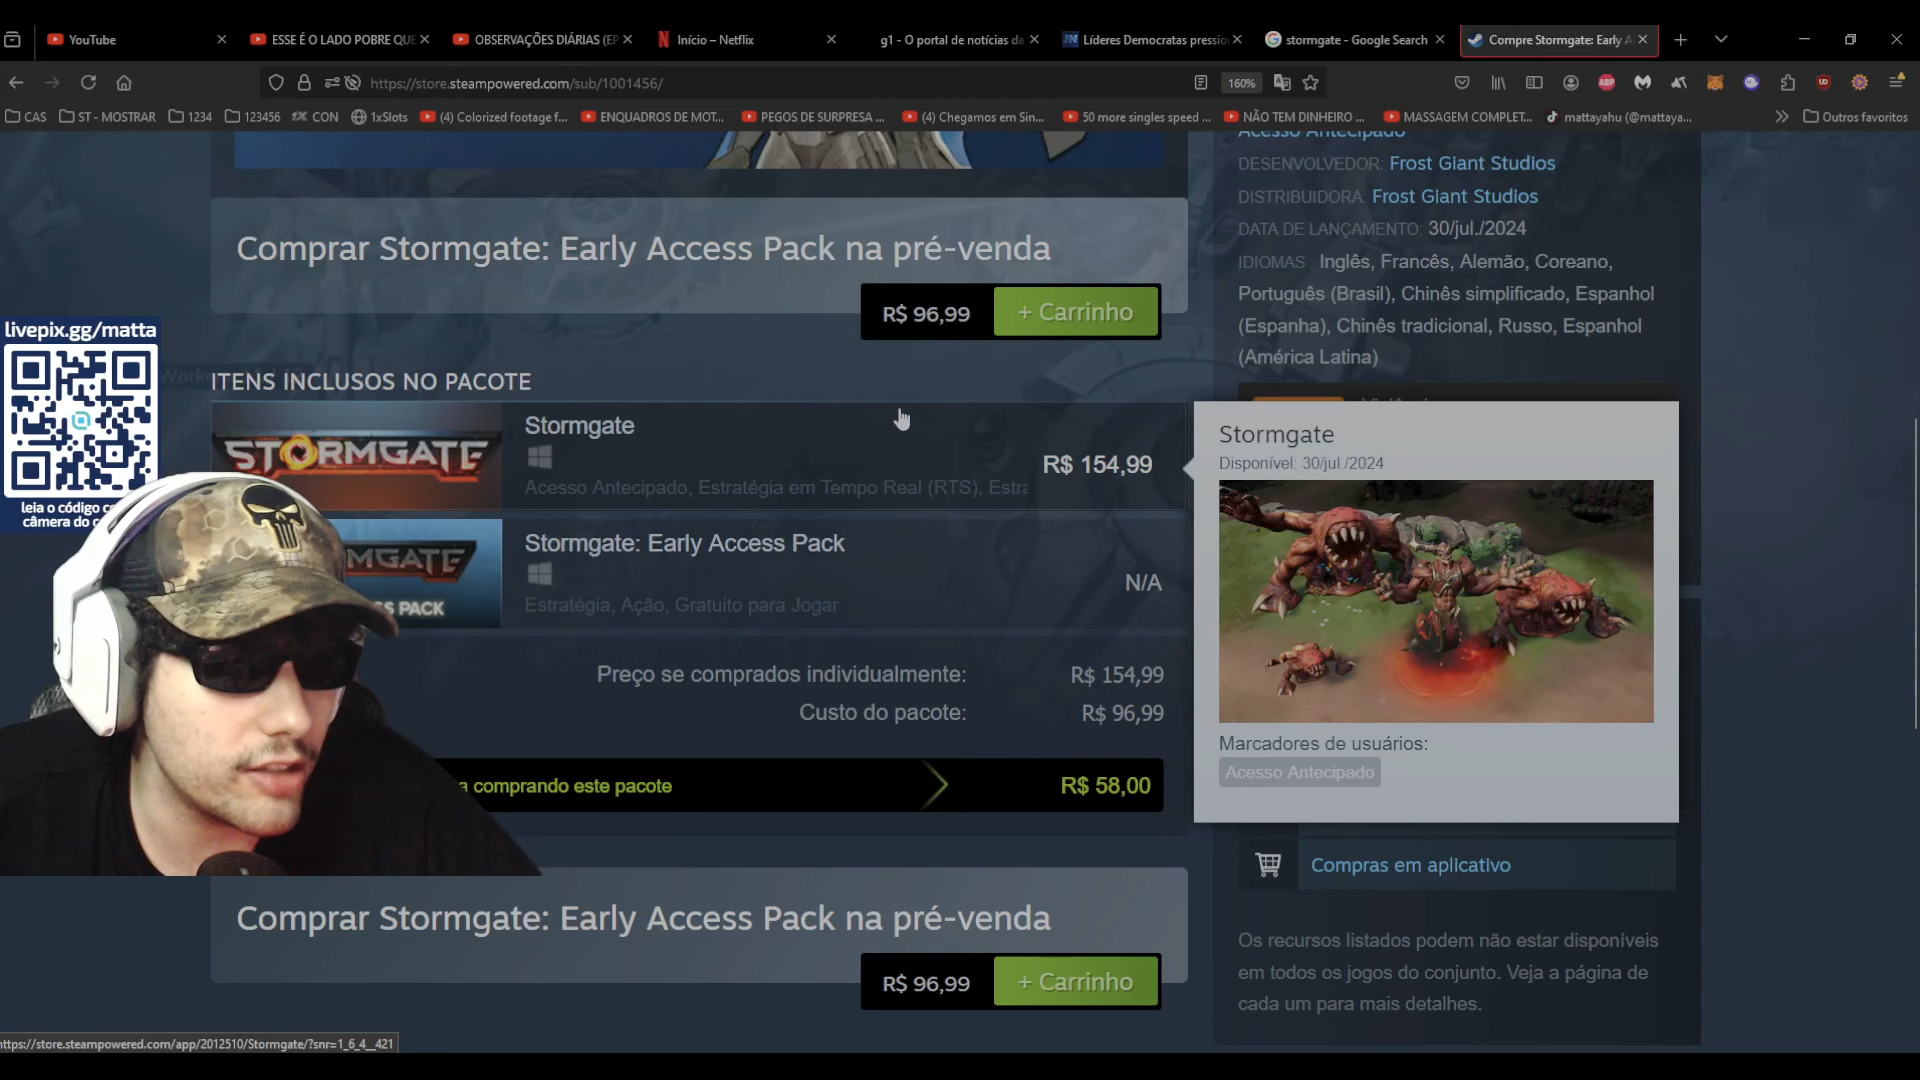 YouTube
ESSE É O LADO POBRE QUE
OBSERVAÇÕES DIÁRIAS (EP
Início – Netflix
g1 - O portal de notícias da
Líderes Democratas pressio
stormgate - Google Search
Compre Stormgate: Early A
https://store.steampowered.com/sub/1001456/
160%
CAS
ST - MOSTRAR
1234
123456
CON
1xSlots
(4) Colorized footage f...
ENQUADROS DE MOT...
PEGOS DE SURPRESA ...
(4) Chegamos em Sin...
50 more singles speed ...
NÃO TEM DINHEIRO ...
MASSAGEM COMPLET...
mattayahu (@mattaya...
Outros favoritos
Acesso Antecipado
DESENVOLVEDOR: Frost Giant Studios
DISTRIBUIDORA: Frost Giant Studios
DATA DE LANÇAMENTO: 30/jul./2024
IDIOMAS : Inglês, Francês, Alemão, Coreano,
Português (Brasil), Chinês simplificado, Espanhol
(Espanha), Chinês tradicional, Russo, Espanhol
(América Latina)
Comprar Stormgate: Early Access Pack na pré-venda
R$ 96,99
+ Carrinho
livepix.gg/matta
leia o código c
câmera do c
ITENS INCLUSOS NO PACOTE
STORMGATE
Stormgate
Acesso Antecipado, Estratégia em Tempo Real (RTS), Estra
R$ 154,99
RMGATE
S PACK
Stormgate: Early Access Pack
Estratégia, Ação, Gratuito para Jogar
N/A
Preço se comprados individualmente:
R$ 154,99
Custo do pacote:
R$ 96,99
a comprando este pacote
R$ 58,00
Stormgate
Disponível: 30/jul./2024
Marcadores de usuários:
Acesso Antecipado
Compras em aplicativo
Os recursos listados podem não estar disponíveis
em todos os jogos do conjunto. Veja a página de
cada um para mais detalhes.
Comprar Stormgate: Early Access Pack na pré-venda
R$ 96,99
+ Carrinho
https://store.steampowered.com/app/2012510/Stormgate/?snr=1_6_4__421